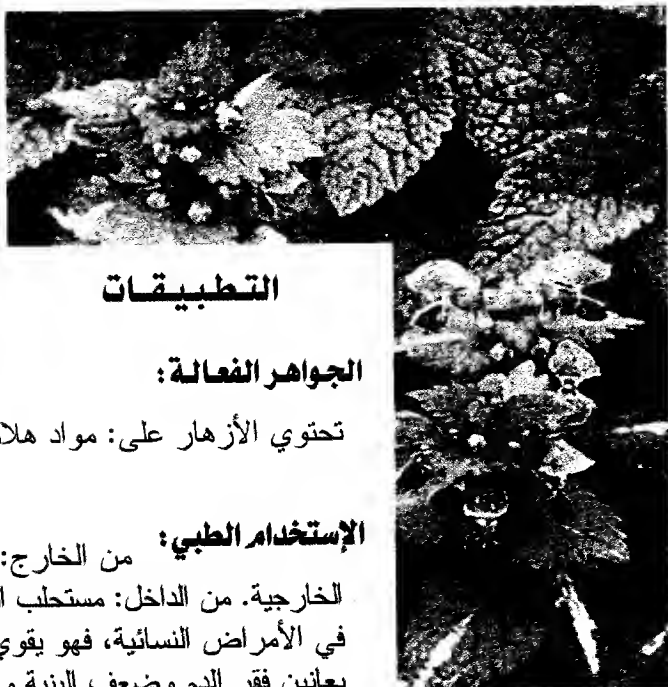 التطبيقات
الجواهر الفعالة:
تحتوي الأزهار على: مواد
الإستخدام الطبي: من الخارج:
الخارجية. من الداخل: مستحلب
في الأمراض النسائية، فهو يقوي
يعانين فقر الدم وضعف البنية